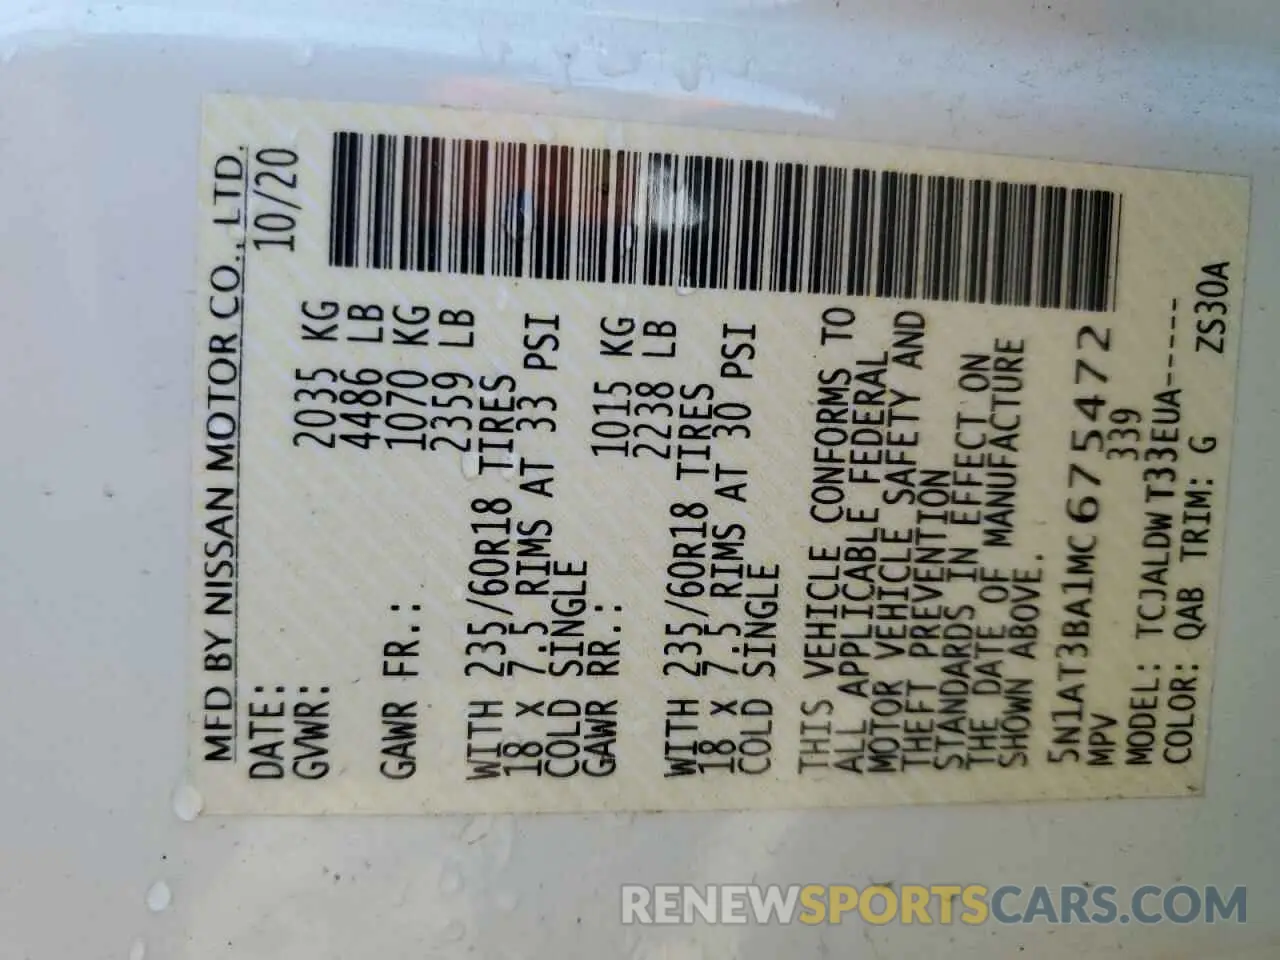 MFD BY NISSAN MOTOR CO., LTD.
DATE: 10/20
GVWR: 2035 KG
4486 LB
GAWR FR.: 1070 KG
2359 LB
WITH 235/60R18 TIRES
18 X 7.5 RIMS AT 33 PSI
COLD SINGLE
GAWR RR.: 1015 KG
2238 LB
WITH 235/60R18 TIRES
18 X 7.5 RIMS AT 30 PSI
COLD SINGLE
THIS VEHICLE CONFORMS TO
ALL APPLICABLE FEDERAL
MOTOR VEHICLE SAFETY AND
THEFT PREVENTION
STANDARDS IN EFFECT ON
THE DATE OF MANUFACTURE
SHOWN ABOVE.
5N1AT3BA1MC675472
MPV 339
MODEL: TCJALDWT33EUA-----
COLOR: QAB TRIM: G ZS30A
RENEWSPORTSCARS.COM